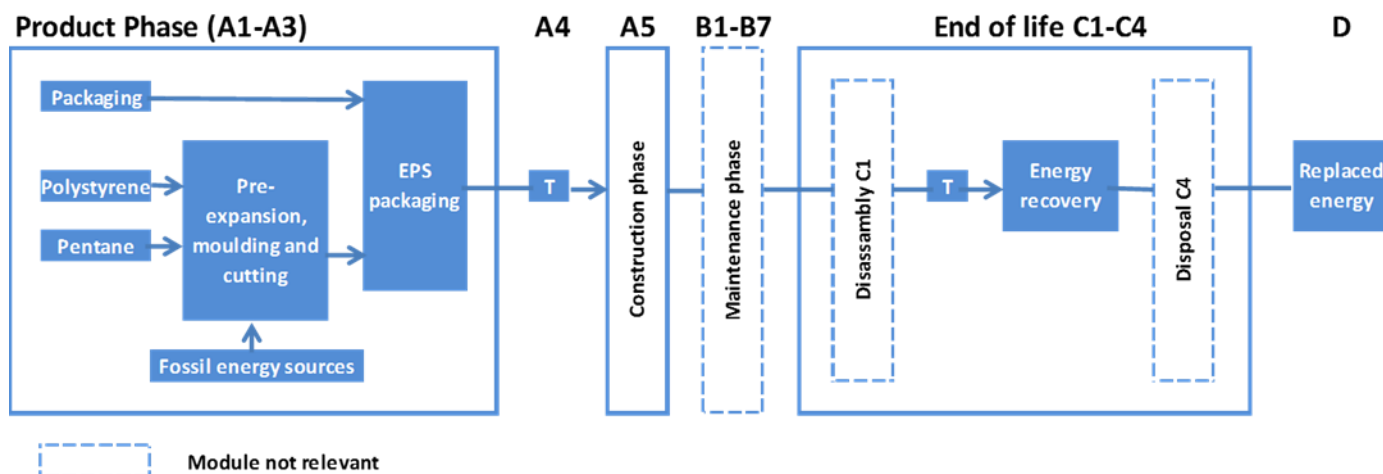 Product Phase (A1-A3)
A4
A5
B1-B7
End of life C1-C4
D
Packaging
Polystyrene
Pentane
Pre-
expansion,
moulding and
cutting
Fossil energy sources
EPS
packaging
T
Construction phase
Maintenance phase
Disassambly C1
T
Energy
recovery
Disposal C4
Replaced
energy
Module not relevant